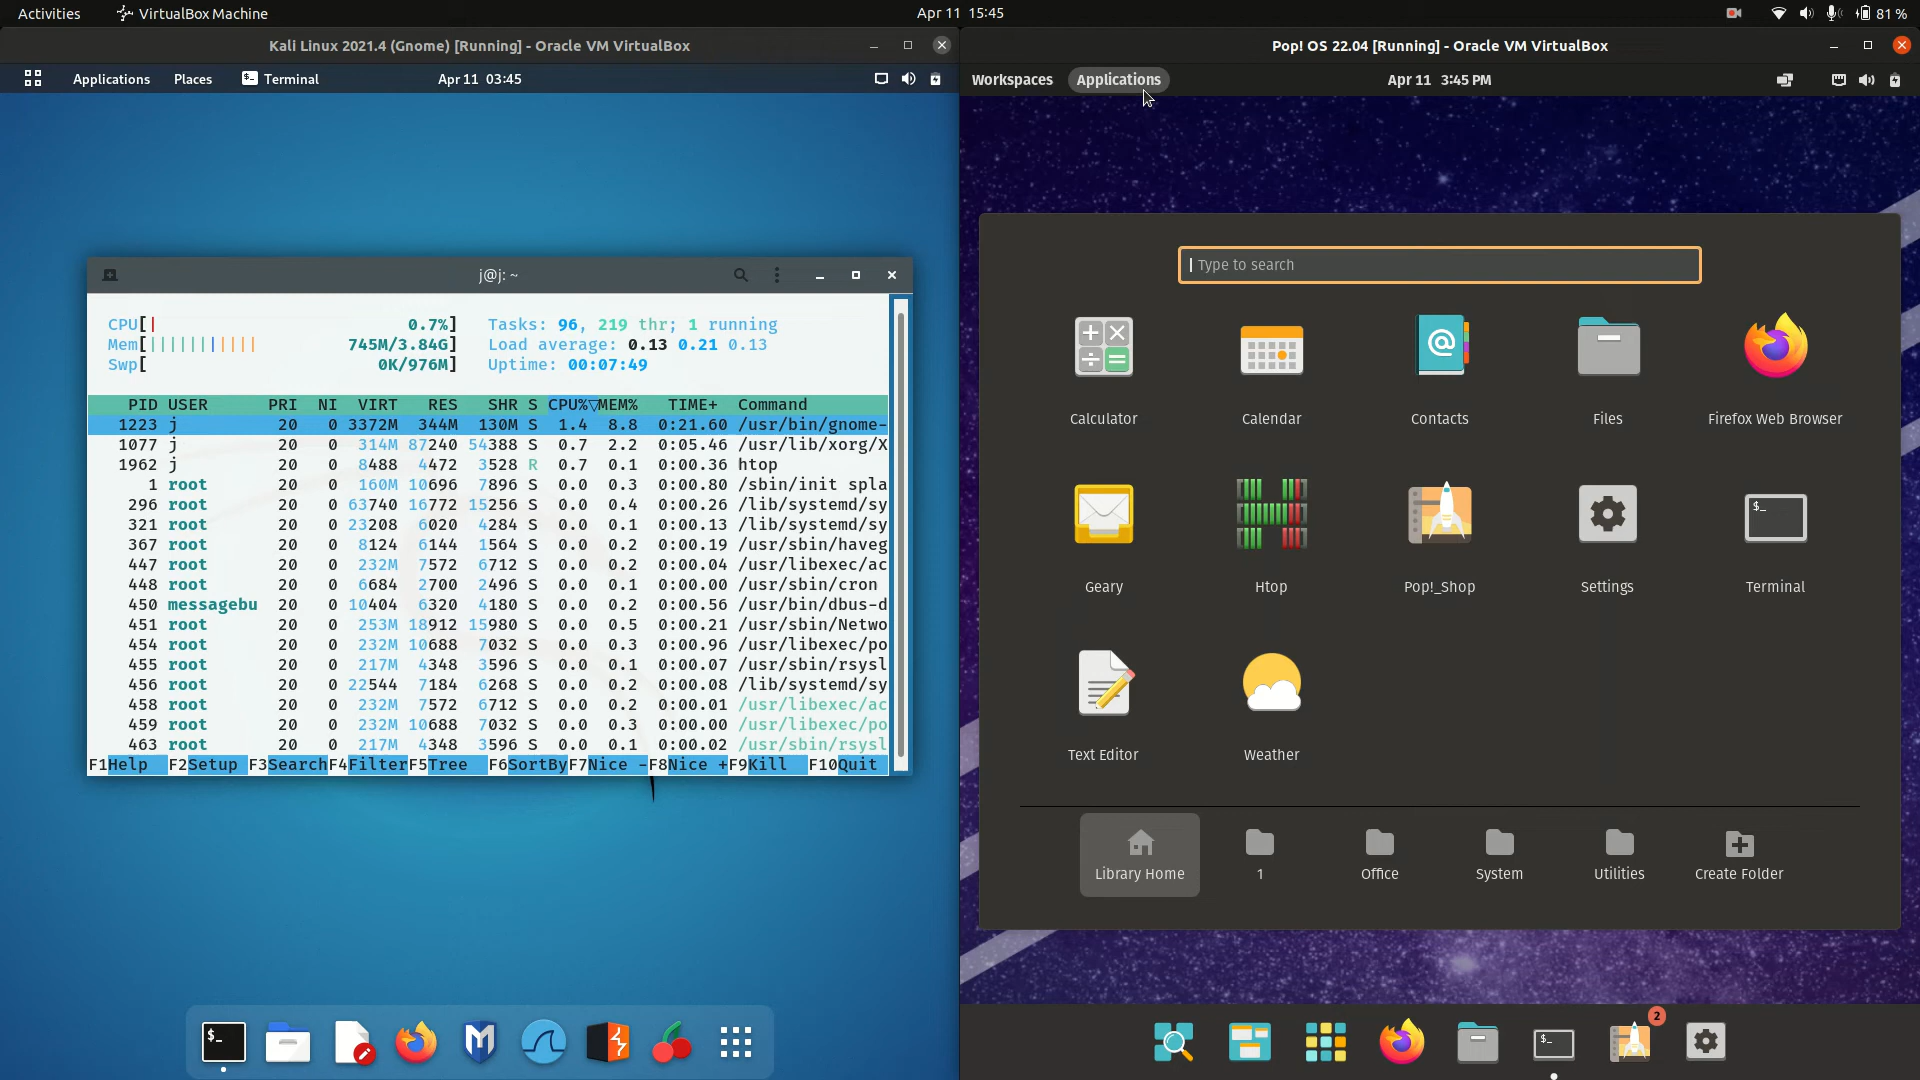 Activities VirtualBox Machine Apr 11 15:45 81 %
Kali Linux 2021.4 (Gnome) [Running] - Oracle VM VirtualBox
Applications Places Terminal Apr 11 03:45
j@j: ~
CPU[| 0.7%] Tasks: 96, 219 thr; 1 running
Mem[||||||||||| 745M/3.84G] Load average: 0.13 0.21 0.13
Swp[ 0K/976M] Uptime: 00:07:49
PID USER PRI NI VIRT RES SHR S CPU%▽MEM% TIME+ Command
1223 j 20 0 3372M 344M 130M S 1.4 8.8 0:21.60 /usr/bin/gnome-
1077 j 20 0 314M 87240 54388 S 0.7 2.2 0:05.46 /usr/lib/xorg/X
1962 j 20 0 8488 4472 3528 R 0.7 0.1 0:00.36 htop
1 root 20 0 160M 10696 7896 S 0.0 0.3 0:00.80 /sbin/init spla
296 root 20 0 63740 16772 15256 S 0.0 0.4 0:00.26 /lib/systemd/sy
321 root 20 0 23208 6020 4284 S 0.0 0.1 0:00.13 /lib/systemd/sy
367 root 20 0 8124 6144 1564 S 0.0 0.2 0:00.19 /usr/sbin/haveg
447 root 20 0 232M 7572 6712 S 0.0 0.2 0:00.04 /usr/libexec/ac
448 root 20 0 6684 2700 2496 S 0.0 0.1 0:00.00 /usr/sbin/cron
450 messagebu 20 0 10404 6320 4180 S 0.0 0.2 0:00.56 /usr/bin/dbus-d
451 root 20 0 253M 18912 15980 S 0.0 0.5 0:00.21 /usr/sbin/Netwo
454 root 20 0 232M 10688 7032 S 0.0 0.3 0:00.96 /usr/libexec/po
455 root 20 0 217M 4348 3596 S 0.0 0.1 0:00.07 /usr/sbin/rsysl
456 root 20 0 22544 7184 6268 S 0.0 0.2 0:00.08 /lib/systemd/sy
458 root 20 0 232M 7572 6712 S 0.0 0.2 0:00.01 /usr/libexec/ac
459 root 20 0 232M 10688 7032 S 0.0 0.3 0:00.00 /usr/libexec/po
463 root 20 0 217M 4348 3596 S 0.0 0.1 0:00.02 /usr/sbin/rsysl
F1Help F2Setup F3SearchF4FilterF5Tree F6SortByF7Nice -F8Nice +F9Kill F10Quit
$_
Pop! OS 22.04 [Running] - Oracle VM VirtualBox
Workspaces Applications Apr 11 3:45 PM
Type to search
Calculator Calendar Contacts Files Firefox Web Browser
$_
Geary Htop Pop!_Shop Settings Terminal
Text Editor Weather
Library Home 1 Office System Utilities Create Folder
$_ 2